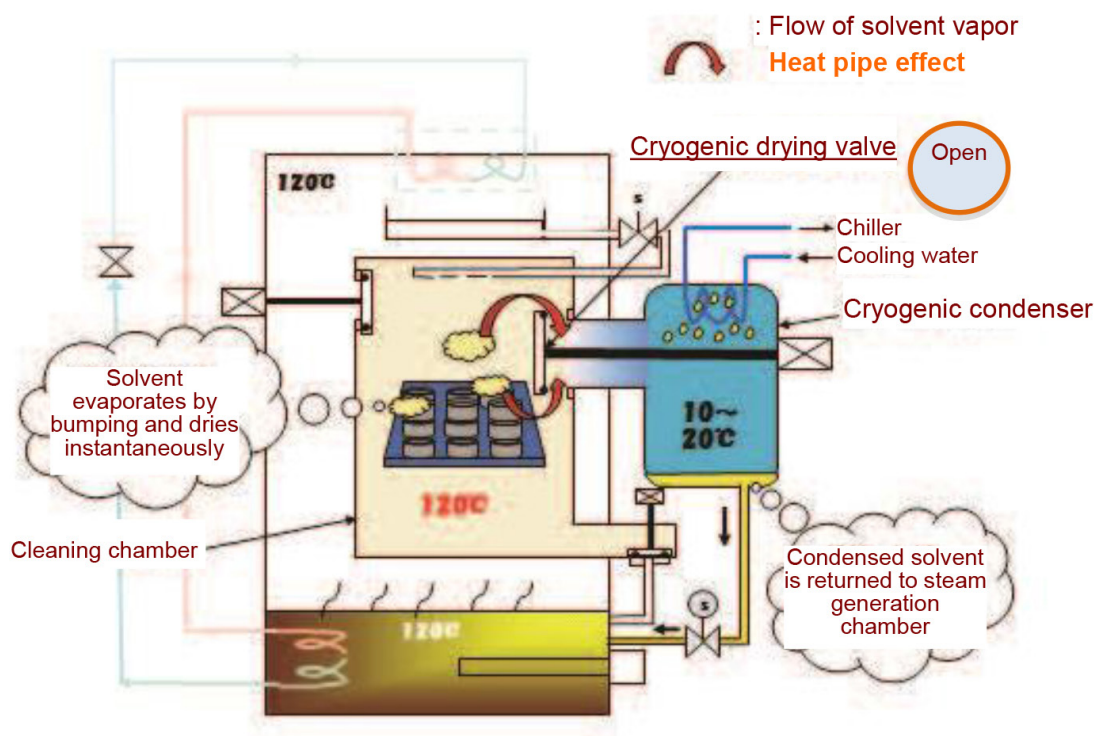 : Flow of solvent vapor
Heat pipe effect
Cryogenic drying valve
Open
120℃
s
Chiller
Cooling water
Cryogenic condenser
Solvent
evaporates by
bumping and dries
instantaneously
10～
20℃
120℃
Cleaning chamber
Condensed solvent
is returned to steam
generation
chamber
s
120℃